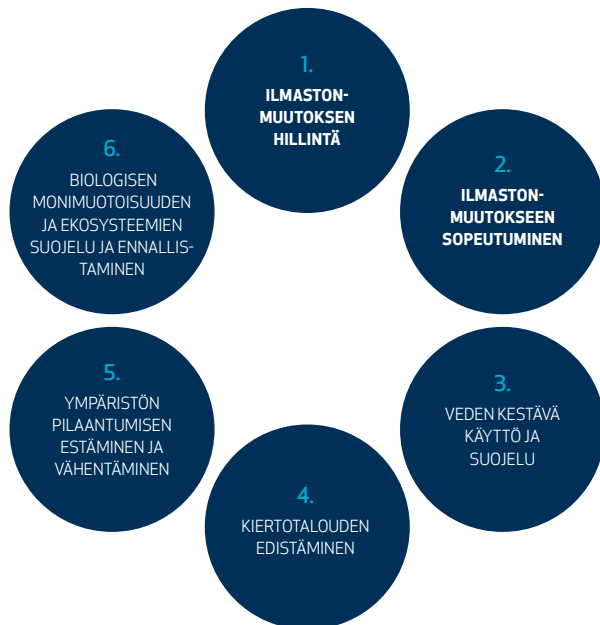 1.
ILMASTON-
MUUTOKSEN
HILLINTÄ
2.
ILMASTON-
MUUTOKSEEN
SOPEUTUMINEN
3.
VEDEN KESTÄVÄ
KÄYTTÖ JA
SUOJELU
4.
KIERTOTALOUDEN
EDISTÄMINEN
5.
YMPÄRISTÖN
PILAANTUMISEN
ESTÄMINEN JA
VÄHENTÄMINEN
6.
BIOLOGISEN
MONIMUOTOISUUDEN
JA EKOSYSTEEMIEN
SUOJELU JA ENNALLIS-
TAMINEN